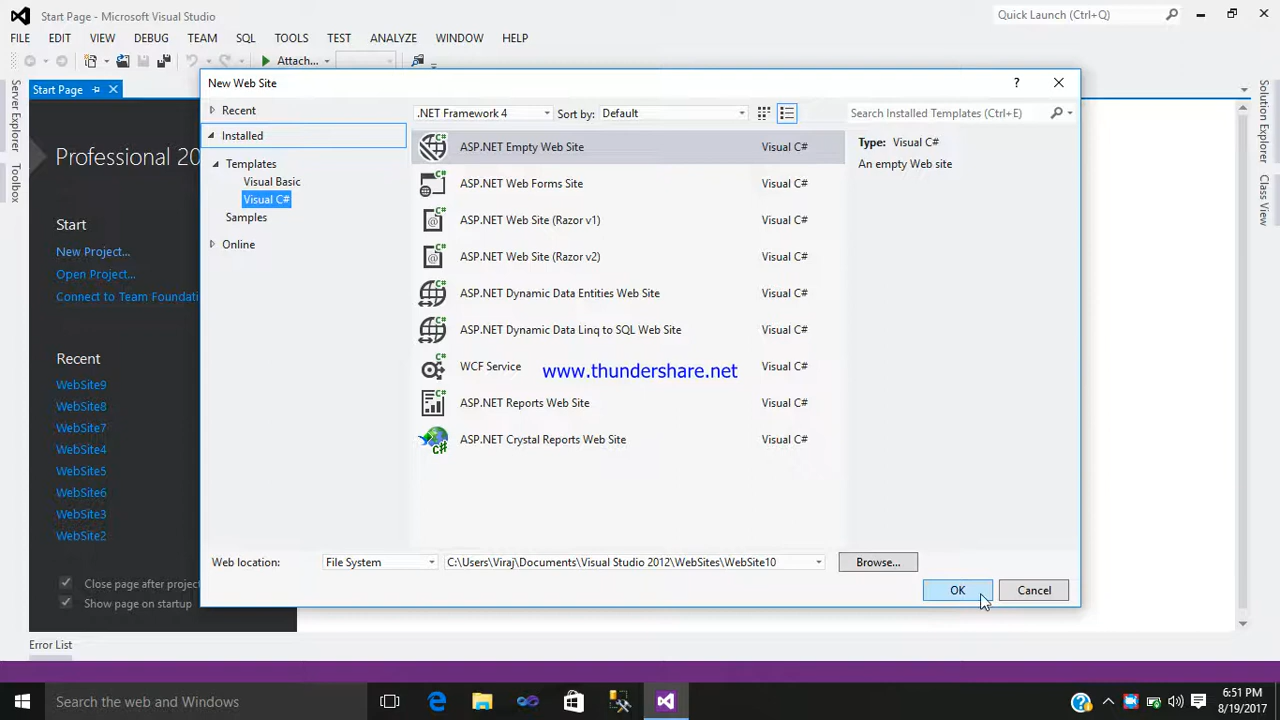 Start Page - Microsoft Visual Studio
Quick Launch (Ctrl+Q)
FILE EDIT VIEW DEBUG TEAM SQL TOOLS TEST ANALYZE WINDOW HELP
Attach...
Server Explorer
Toolbox
Start Page
Solution Explorer
Class View
Professional 20
Start
New Project...
Open Project...
Connect to Team Foundati
Recent
WebSite9
WebSite8
WebSite7
WebSite4
WebSite5
WebSite6
WebSite3
WebSite2
Close page after project
Show page on startup
New Web Site
?
Recent
Installed
Templates
Visual Basic
Visual C#
Samples
Online
.NET Framework 4
Sort by: Default
Search Installed Templates (Ctrl+E)
ASP.NET Empty Web Site Visual C#
ASP.NET Web Forms Site Visual C#
ASP.NET Web Site (Razor v1) Visual C#
ASP.NET Web Site (Razor v2) Visual C#
ASP.NET Dynamic Data Entities Web Site Visual C#
ASP.NET Dynamic Data Linq to SQL Web Site Visual C#
WCF Service Visual C#
www.thundershare.net
ASP.NET Reports Web Site Visual C#
ASP.NET Crystal Reports Web Site Visual C#
Type: Visual C#
An empty Web site
Web location: File System C:\Users\Viraj\Documents\Visual Studio 2012\WebSites\WebSite10 Browse...
OK Cancel
Error List
Search the web and Windows
6:51 PM
8/19/2017